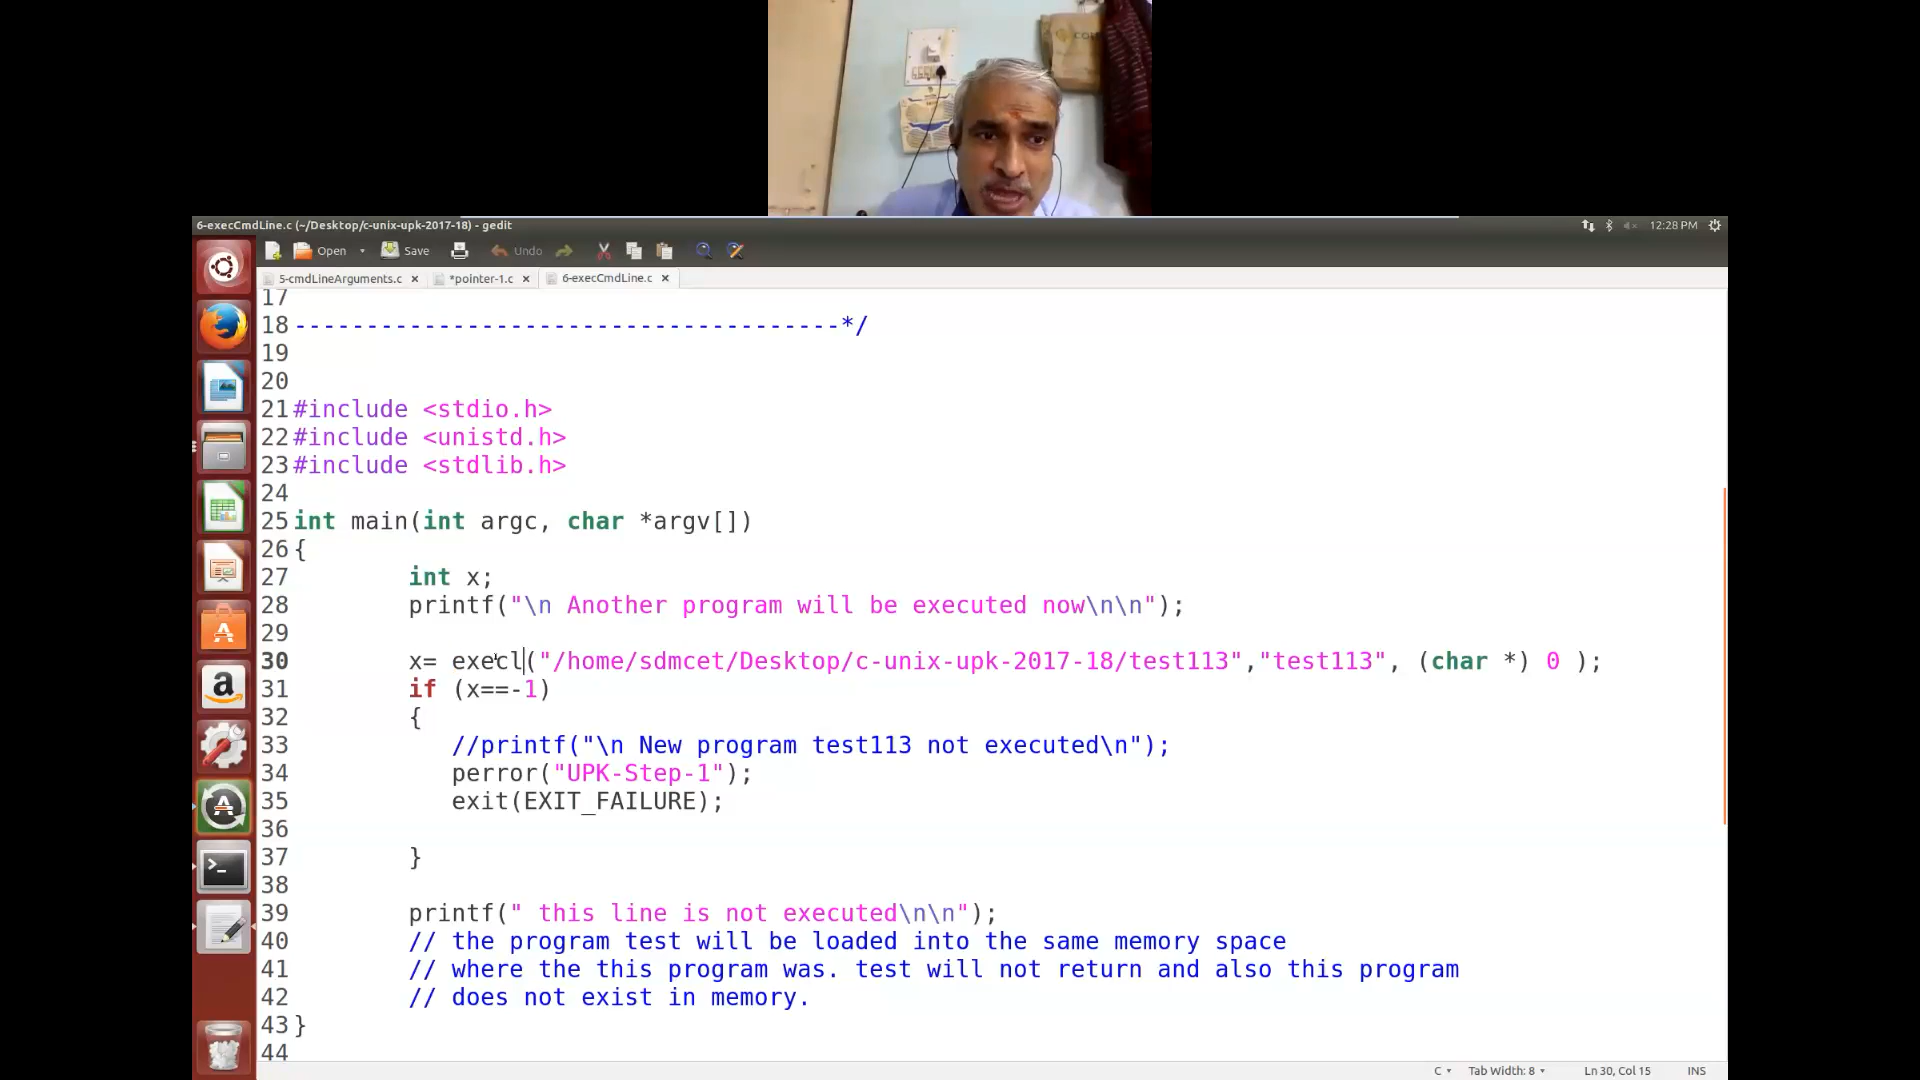 6-execCmdLine.c (~/Desktop/c-unix-upk-2017-18) - gedit
12:28 PM
Open Save Undo
5-cmdLineArguments.c × *pointer-1.c × 6-execCmdLine.c ×
17
18 --------------------------------------*/
19
20
21 #include <stdio.h>
22 #include <unistd.h>
23 #include <stdlib.h>
24
25 int main(int argc, char *argv[])
26 {
27 int x;
28 printf("\n Another program will be executed now\n\n");
29
30 x= execl("/home/sdmcet/Desktop/c-unix-upk-2017-18/test113","test113", (char *) 0 );
31 if (x==-1)
32 {
33 //printf("\n New program test113 not executed\n");
34 perror("UPK-Step-1");
35 exit(EXIT_FAILURE);
36
37 }
38
39 printf(" this line is not executed\n\n");
40 // the program test will be loaded into the same memory space
41 // where the this program was. test will not return and also this program
42 // does not exist in memory.
43 }
44
C Tab Width: 8 Ln 30, Col 15 INS